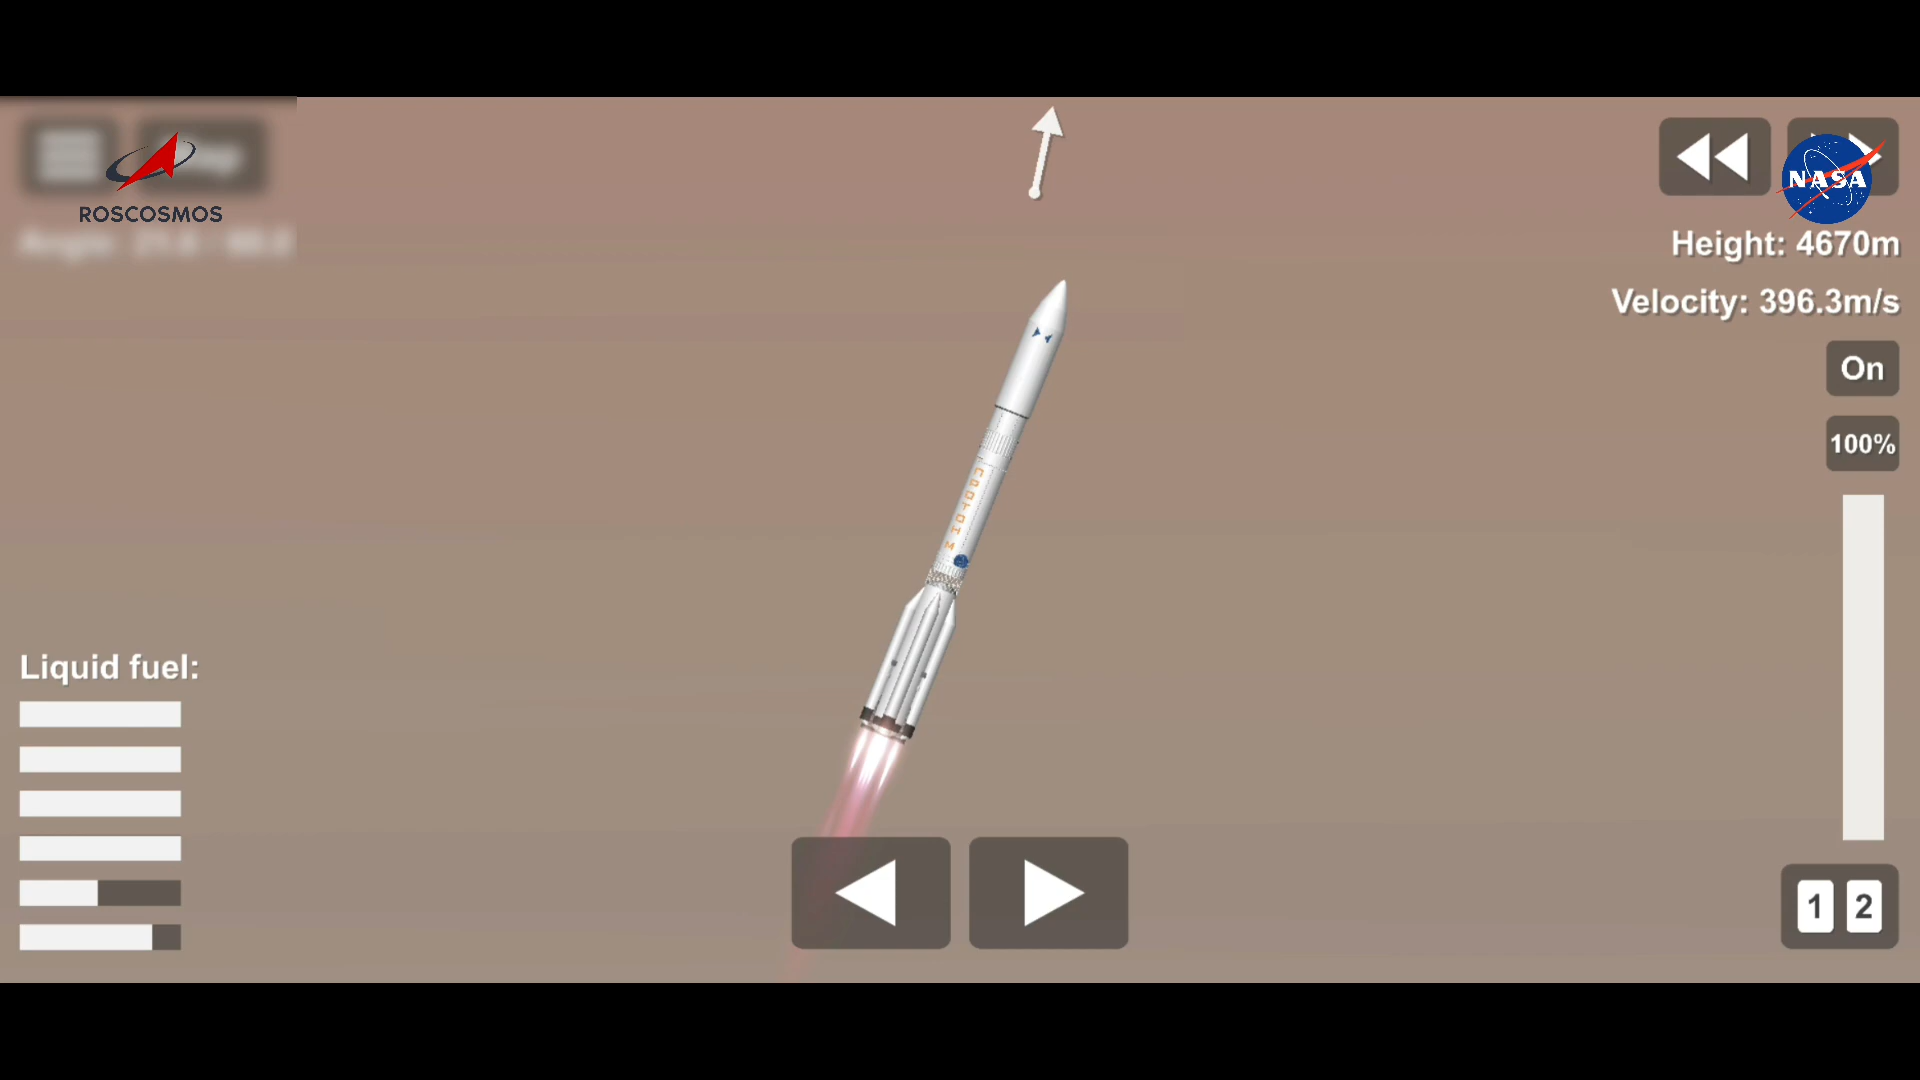 ROSCOSMOS
NASA
Height: 4670m
Velocity: 396.3m/s
On
100%
Liquid fuel:
1 2